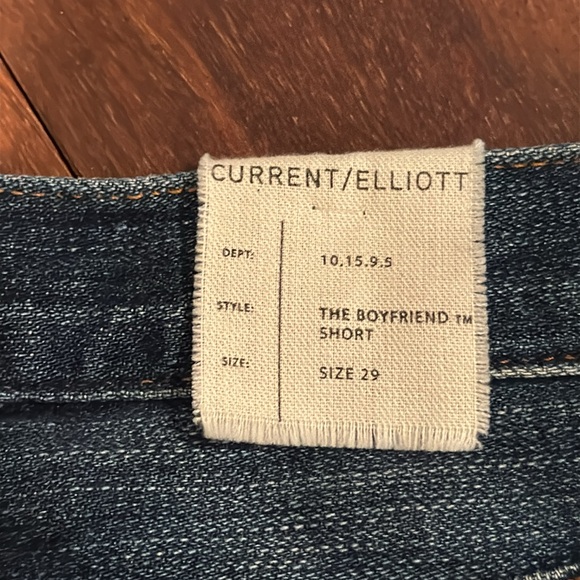 CURRENT/ELLIOTT
DEPT: 10.15.9.5
STYLE: THE BOYFRIEND ™
SHORT
SIZE: SIZE 29